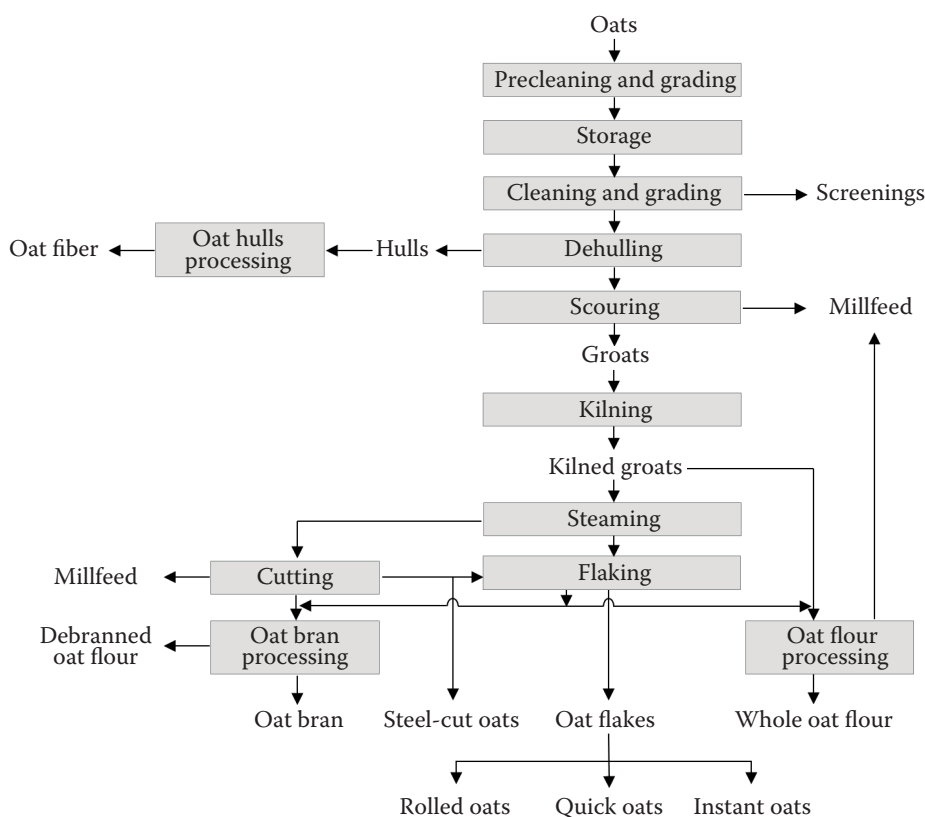 Oats
Precleaning and grading
Storage
Cleaning and grading
Screenings
Oat fiber
Oat hulls
processing
Hulls
Dehulling
Scouring
Millfeed
Groats
Kilning
Kilned groats
Steaming
Millfeed
Cutting
Flaking
Debranned
oat flour
Oat bran
processing
Oat flour
processing
Oat bran
Steel-cut oats
Oat flakes
Whole oat flour
Rolled oats
Quick oats
Instant oats